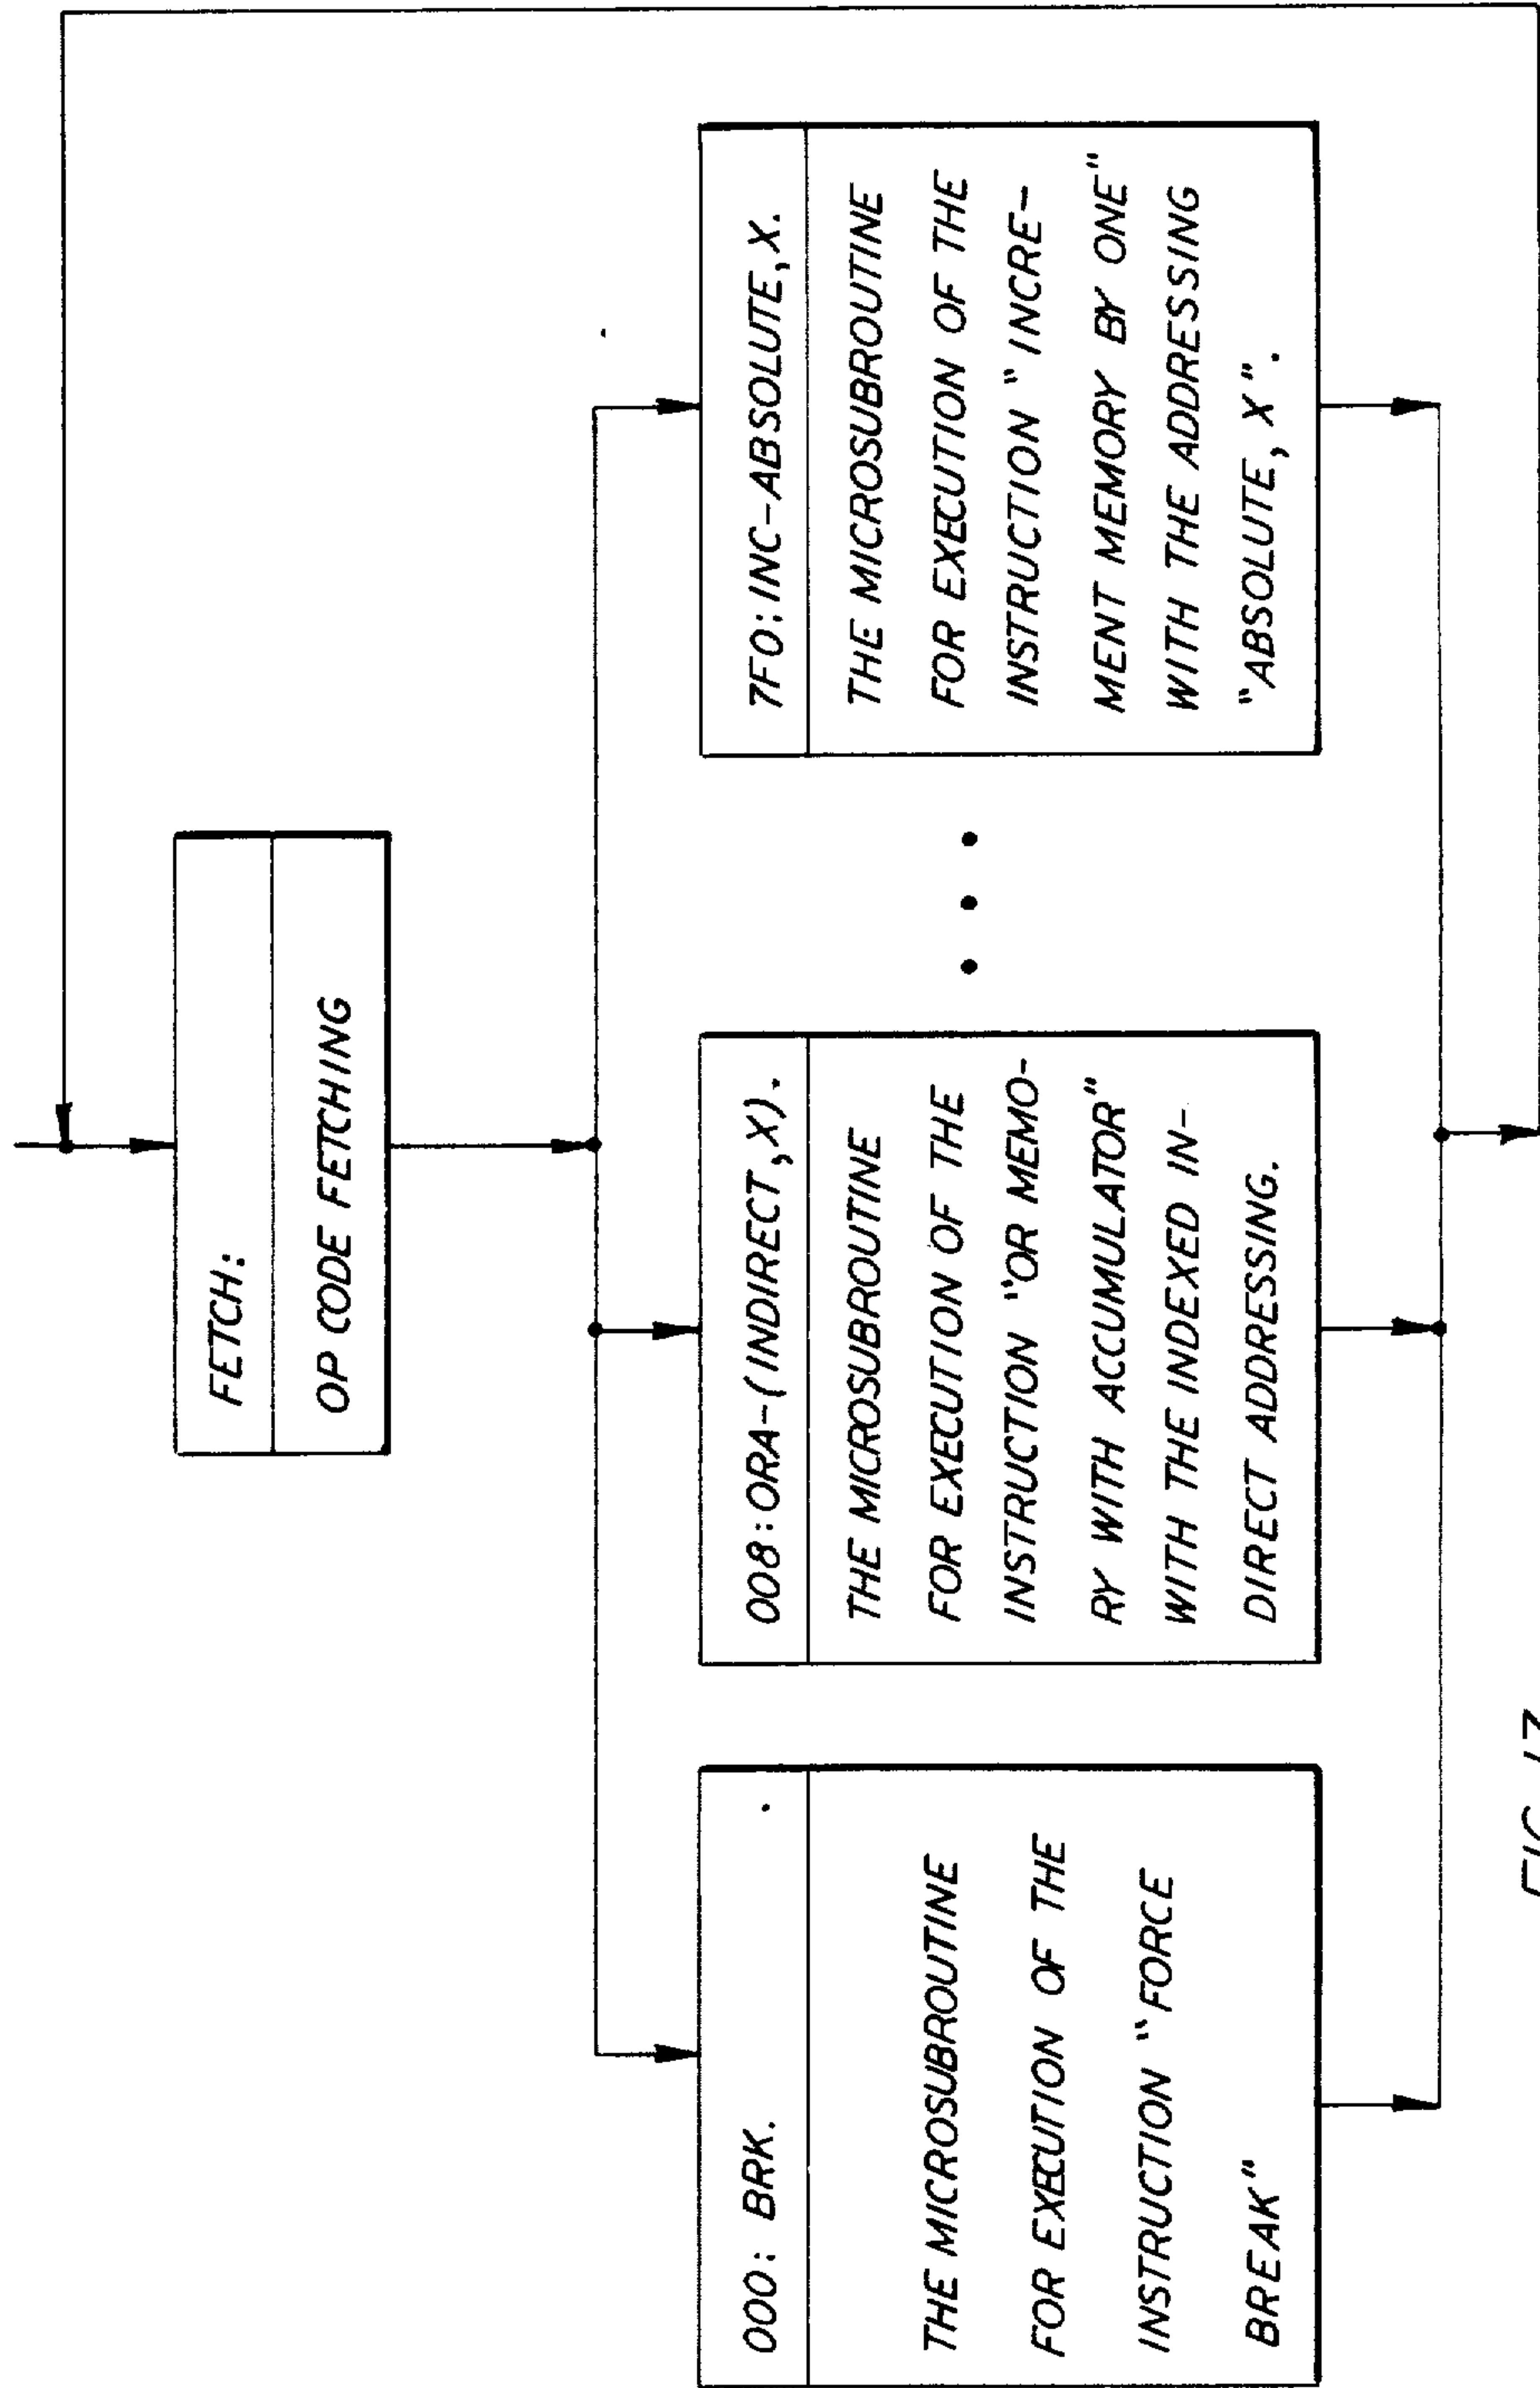 FETCH:
OP CODE FETCHING
000: BRK.
THE MICROSUBROUTINE
FOR EXECUTION OF THE
INSTRUCTION "FORCE
BREAK"
008:ORA-(INDIRECT,X).
THE MICROSUBROUTINE
FOR EXECUTION OF THE
INSTRUCTION "OR MEMO-
RY WITH ACCUMULATOR"
WITH THE INDEXED IN-
DIRECT ADDRESSING.
7F0:INC-ABSOLUTE,X.
THE MICROSUBROUTINE
FOR EXECUTION OF THE
INSTRUCTION "INCRE-
MENT MEMORY BY ONE"
WITH THE ADDRESSING
"ABSOLUTE, X".
FIG.